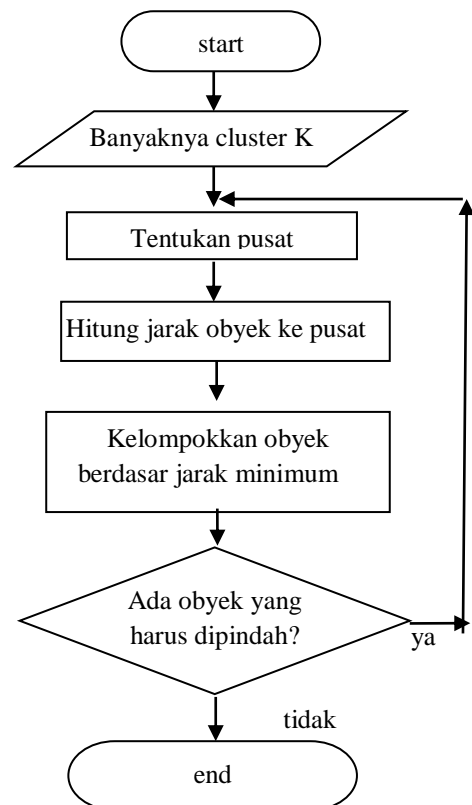 start
Banyaknya cluster K
Tentukan pusat
Hitung jarak obyek ke pusat
Kelompokkan obyek
berdasar jarak minimum
Ada obyek yang
harus dipindah?
ya
tidak
end